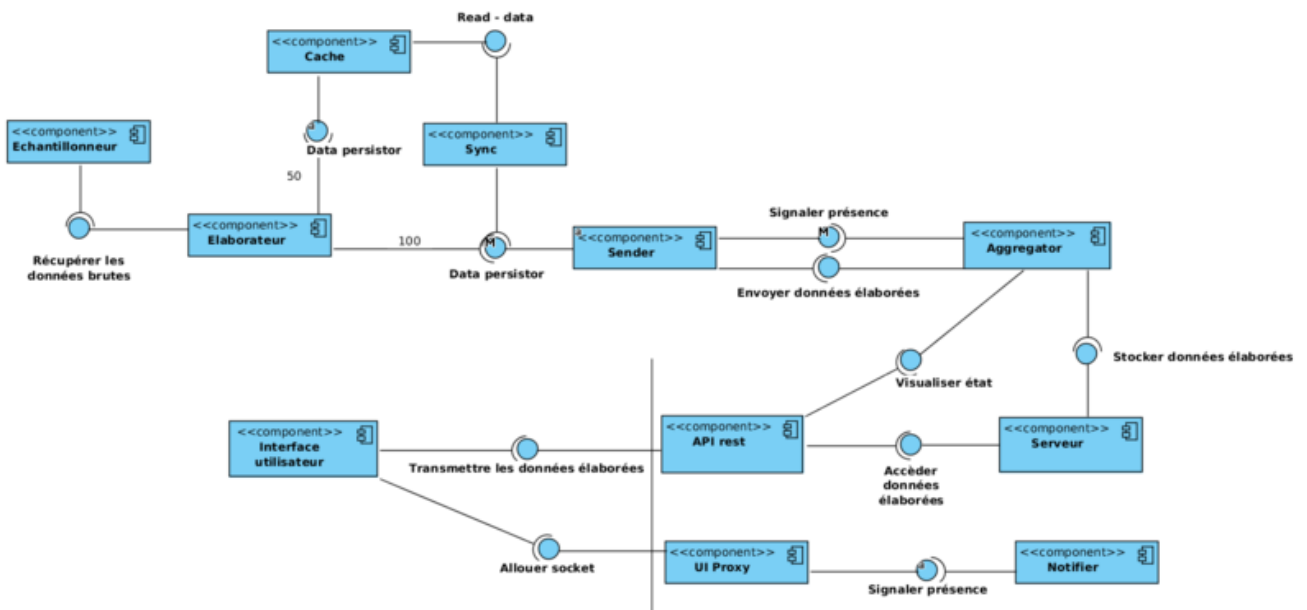 Read - data
<<component>>
Cache
<<component>>
Echantillonneur
Data persistor
<<component>>
Sync
50
<<component>>
Elaborateur
100
M
Data persistor
Récupérer les
données brutes
<<component>>
Sender
Signaler présence
M
Envoyer données élaborées
<<component>>
Aggregator
Stocker données élaborées
Visualiser état
<<component>>
Interface
utilisateur
Transmettre les données élaborées
<<component>>
API rest
Accèder
données
élaborées
<<component>>
Serveur
Allouer socket
<<component>>
UI Proxy
Signaler présence
<<component>>
Notifier